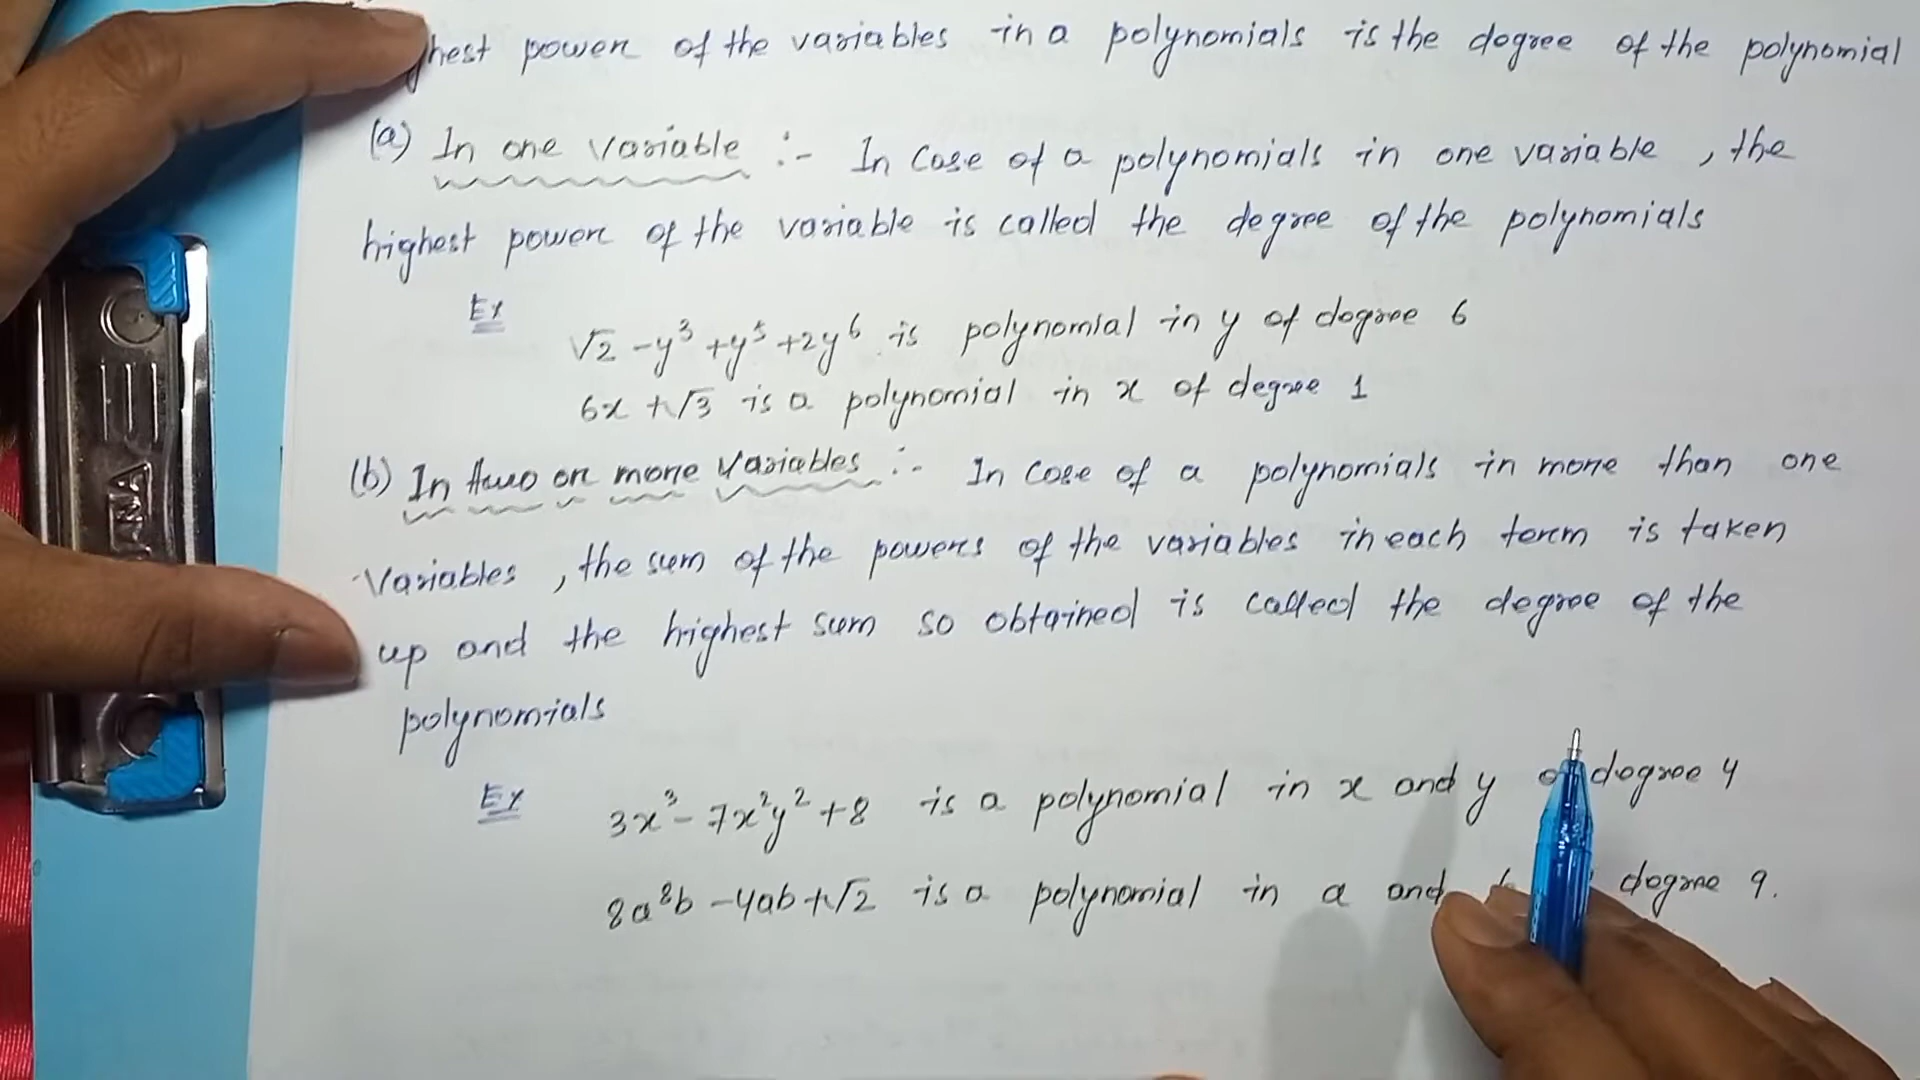 hest power of the variables in a polynomials is the degree of the polynomial
(a) In one variable :- In case of a polynomials in one variable, the
highest power of the variable is called the degree of the polynomials
Ex
√2 - y³ + y⁵ + 2y⁶ is polynomial in y of degree 6
6x + √3 is a polynomial in x of degree 1
(b) In two or more variables :- In case of a polynomials in more than one
variables, the sum of the powers of the variables in each term is taken
up and the highest sum so obtained is called the degree of the
polynomials
Ex
3x³ - 7x²y² + 8 is a polynomial in x and y degree 4
8a⁸b - 4ab + √2 is a polynomial in a and degree 9.